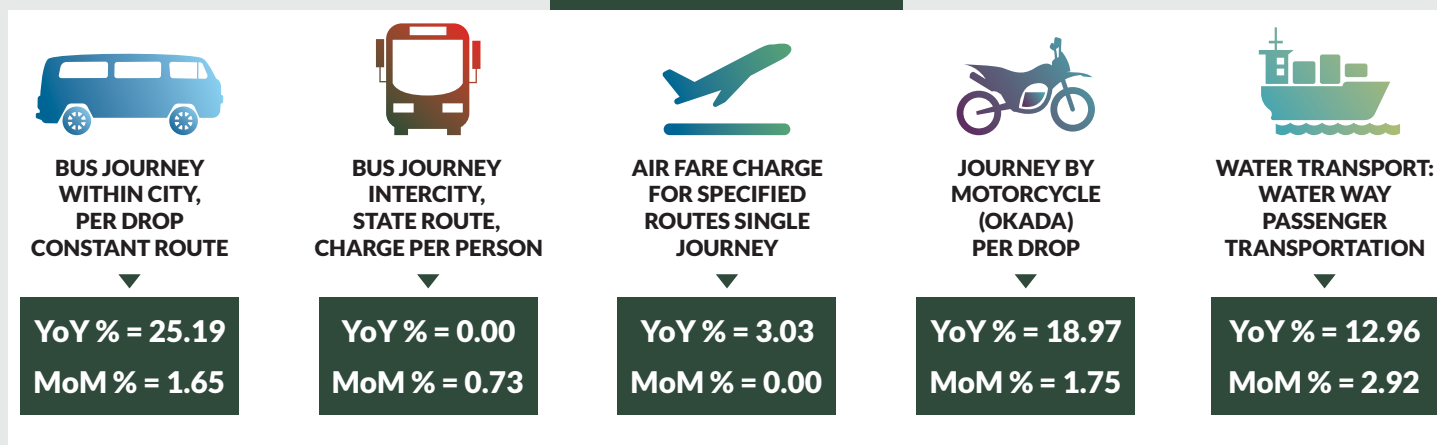 BUS JOURNEY
WITHIN CITY,
PER DROP
CONSTANT ROUTE
YoY % = 25.19
MoM % = 1.65
BUS JOURNEY
INTERCITY,
STATE ROUTE,
CHARGE PER PERSON
YoY % = 0.00
MoM % = 0.73
AIR FARE CHARGE
FOR SPECIFIED
ROUTES SINGLE
JOURNEY
YoY % = 3.03
MoM % = 0.00
JOURNEY BY
MOTORCYCLE
(OKADA)
PER DROP
YoY % = 18.97
MoM % = 1.75
WATER TRANSPORT:
WATER WAY
PASSENGER
TRANSPORTATION
YoY % = 12.96
MoM % = 2.92